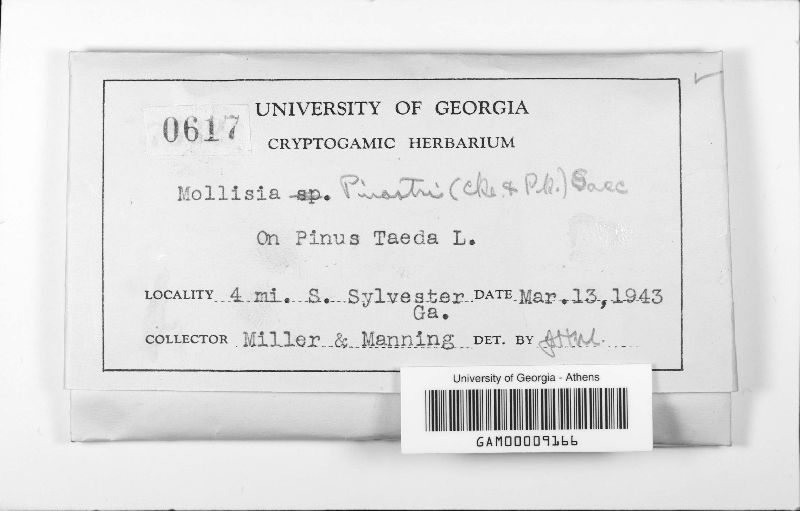 0617
UNIVERSITY OF GEORGIA
CRYPTOGAMIC HERBARIUM
Mollisia sp. Pinastri (Cke & Pk.) Sacc
On Pinus Taeda L.
LOCALITY 4 mi. S. Sylvester DATE Mar.13,1943
Ga.
COLLECTOR Miller & Manning DET. BY
University of Georgia - Athens
GAM00009166